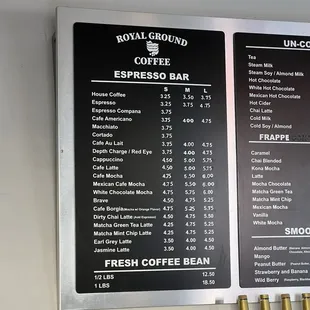 ROYAL GROUND
COFFEE
ESPRESSO BAR
S M L
House Coffee 3.25 3.50 3.75
Espresso 3.25 3.75 4.75
Espresso Compana 3.75
Cafe Americano 3.75 4.00 4.75
Macchiato 3.75
Cortado 3.75
Cafe Au Lait 3.75 4.00 4.75
Depth Charge / Red Eye 3.75 4.00 4.75
Cappuccino 4.50 5.00 5.75
Cafe Latte 4.50 5.00 5.75
Cafe Mocha 4.75 5.75 6.00
Mexican Cafe Mocha 4.75 5.75 6.00
White Chocolate Mocha 4.75 5.75 6.00
Brave 4.50 4.75 5.25
Cafe Borgia 4.75 5.25 5.75
Dirty Chai Latte 4.75 5.25 5.75
Matcha Green Tea Latte 4.25 4.75 5.25
Matcha Mint Chip Latte 4.25 4.75 5.25
Earl Grey Latte 3.50 4.00 4.50
Jasmine Latte 3.50 4.00 4.50
FRESH COFFEE BEAN
1/2 LBS 12.50
1 LBS 18.50
UN-CO
Tea
Steam Milk
Steam Soy / Almond Milk
Hot Chocolate
White Hot Chocolate
Mexican Hot Chocolate
Hot Cider
Chai Latte
Cold Milk
Cold Soy / Almond
FRAPPE
Caramel
Chai Blended
Kona Mocha
Latte
Mocha Chocolate
Matcha Green Tea
Matcha Mint Chip
Mexican Mocha
Vanilla
White Mocha
SMOO
Almond Butter
Mango
Peanut Butter
Strawberry and Banana
Wild Berry